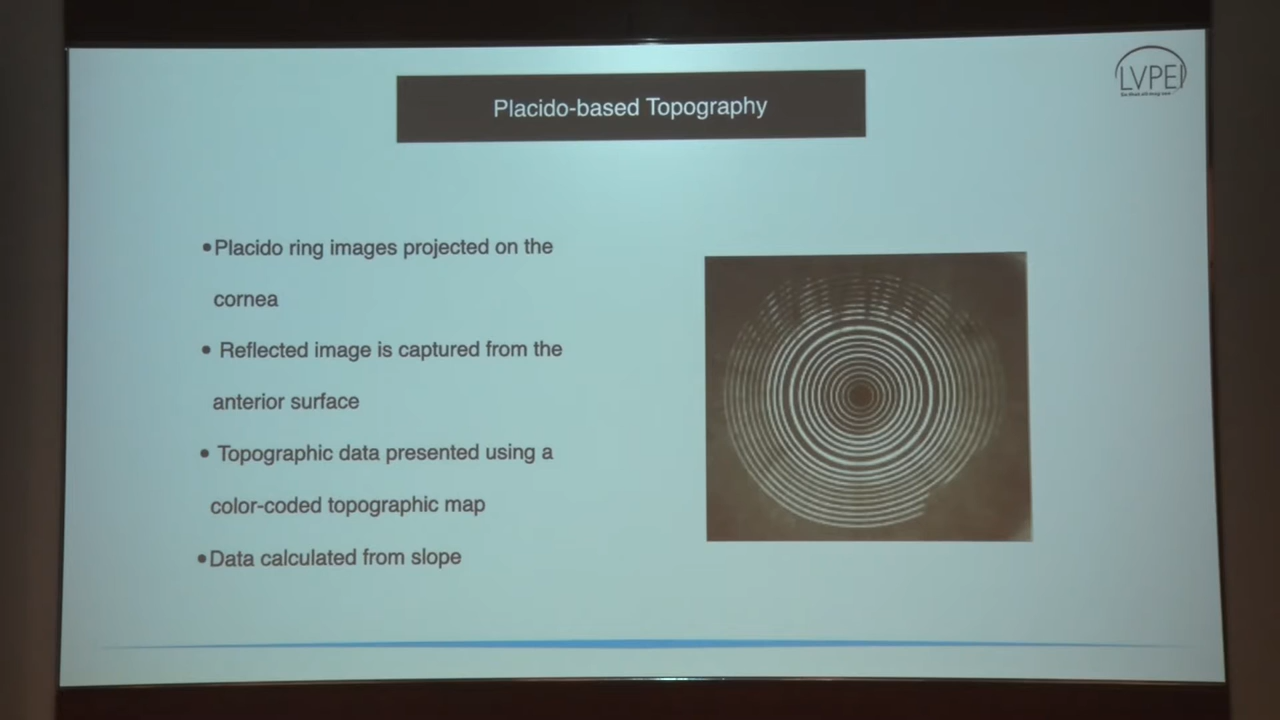 LVPEI
Placido-based Topography
•Placido ring images projected on the
cornea
• Reflected image is captured from the
anterior surface
• Topographic data presented using a
color-coded topographic map
•Data calculated from slope